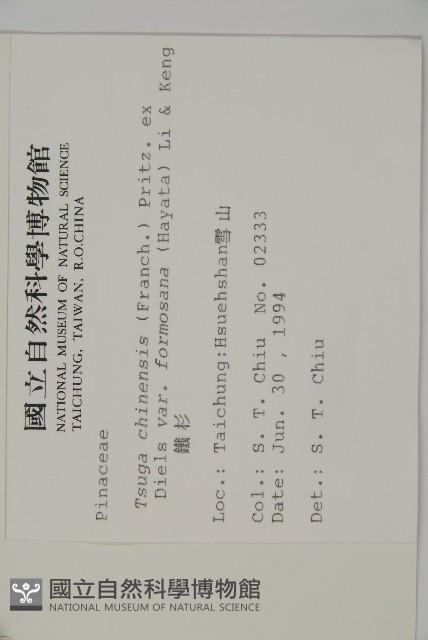 國立自然科學博物館
NATIONAL MUSEUM OF NATURAL SCIENCE
TAICHUNG, TAIWAN, R.O.CHINA
Pinaceae
Tsuga chinensis (Franch.) Pritz. ex
Diels var. formosana (Hayata) Li & Keng
鐵杉
Loc.: Taichung:Hsuehshan雪山
Col.: S. T. Chiu No. 02333
Date: Jun. 30 , 1994
Det.: S. T. Chiu
國立自然科學博物館
NATIONAL MUSEUM OF NATURAL SCIENCE